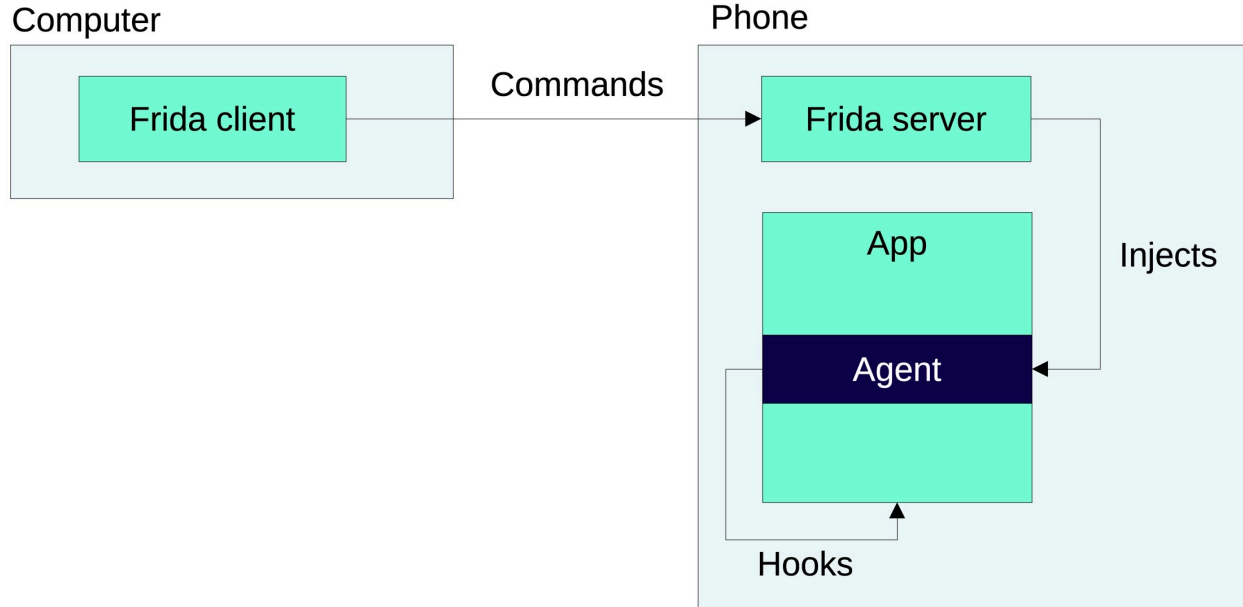 Computer
Phone
Frida client
Commands
Frida server
App
Injects
Agent
Hooks